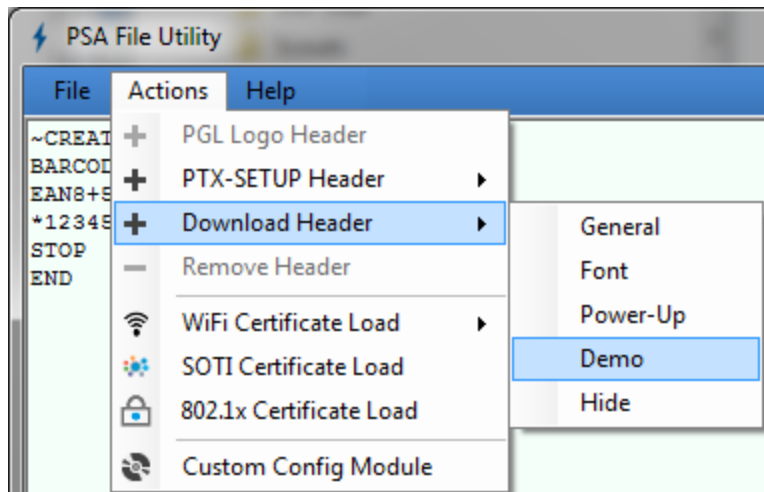 PSA File Utility
File Actions Help
~CREAT
BARCOD
EAN8+5
*12345
STOP
END
PGL Logo Header
PTX-SETUP Header
Download Header
Remove Header
WiFi Certificate Load
SOTI Certificate Load
802.1x Certificate Load
Custom Config Module
General
Font
Power-Up
Demo
Hide